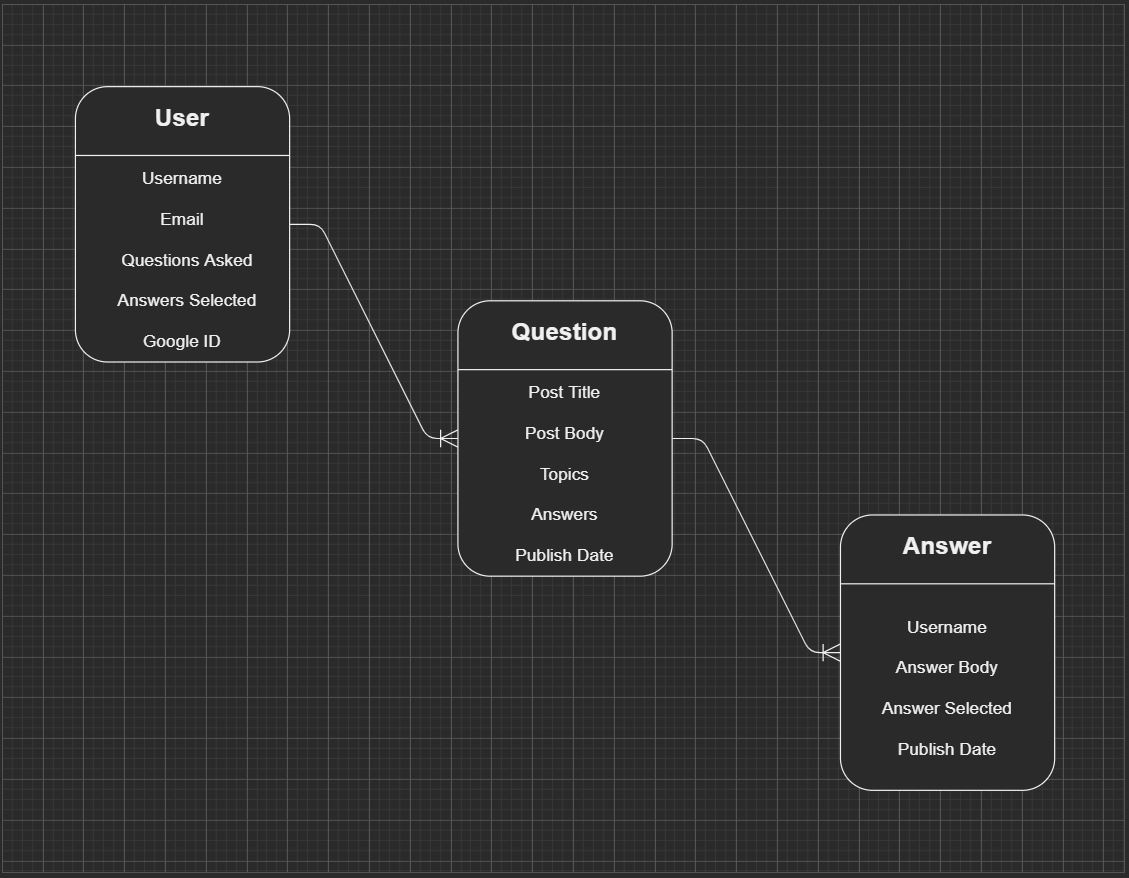 User
Username
Email
Questions Asked
Answers Selected
Google ID
Question
Post Title
Post Body
Topics
Answers
Publish Date
Answer
Username
Answer Body
Answer Selected
Publish Date